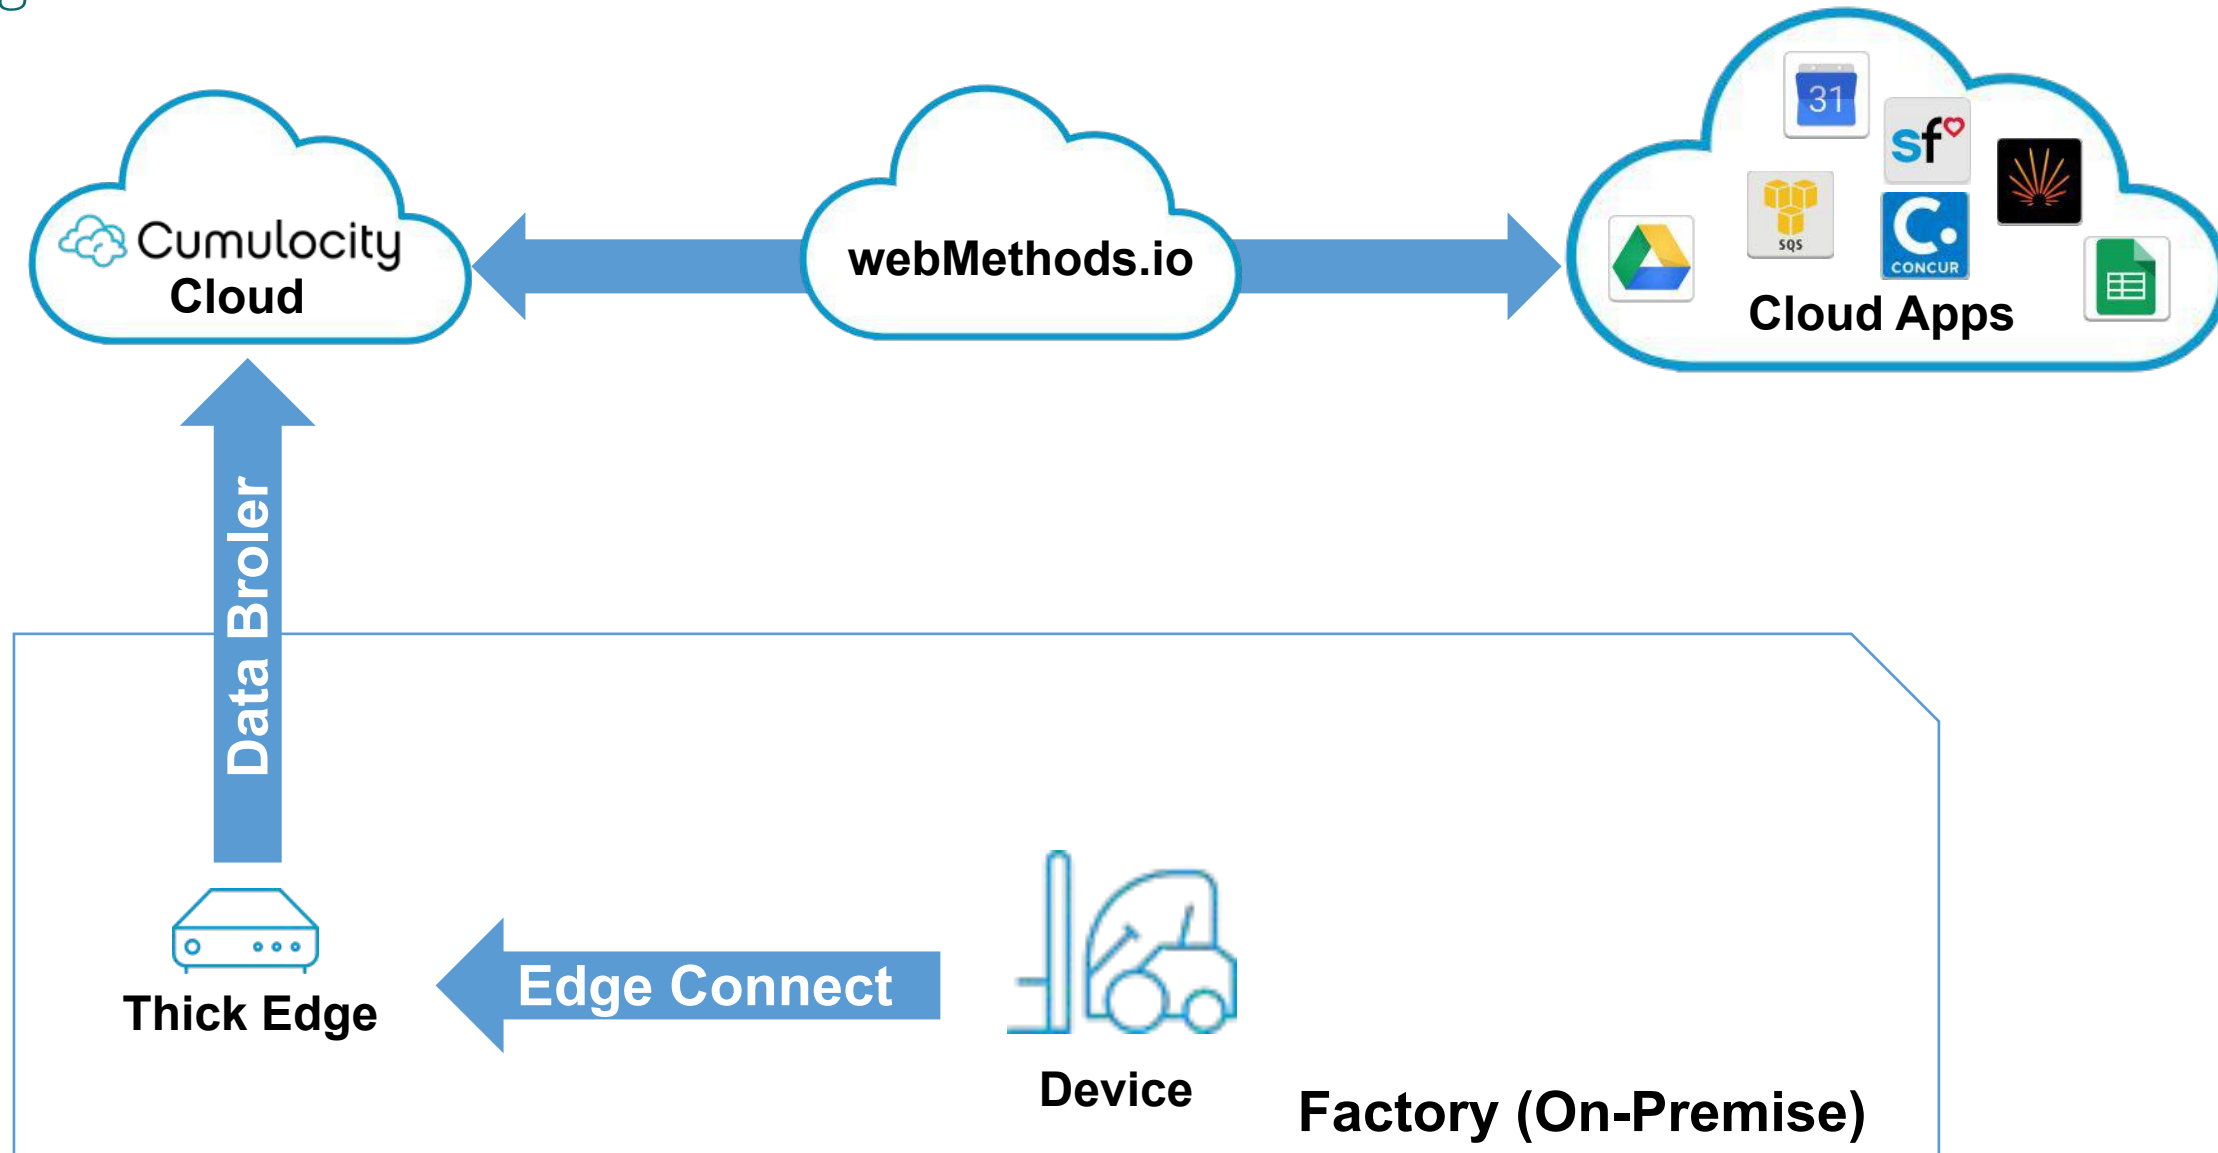 Cumulocity
Cloud
webMethods.io
31
sf
SQS
C.
CONCUR
Cloud Apps
Data Broler
Thick Edge
Edge Connect
Device
Factory (On-Premise)